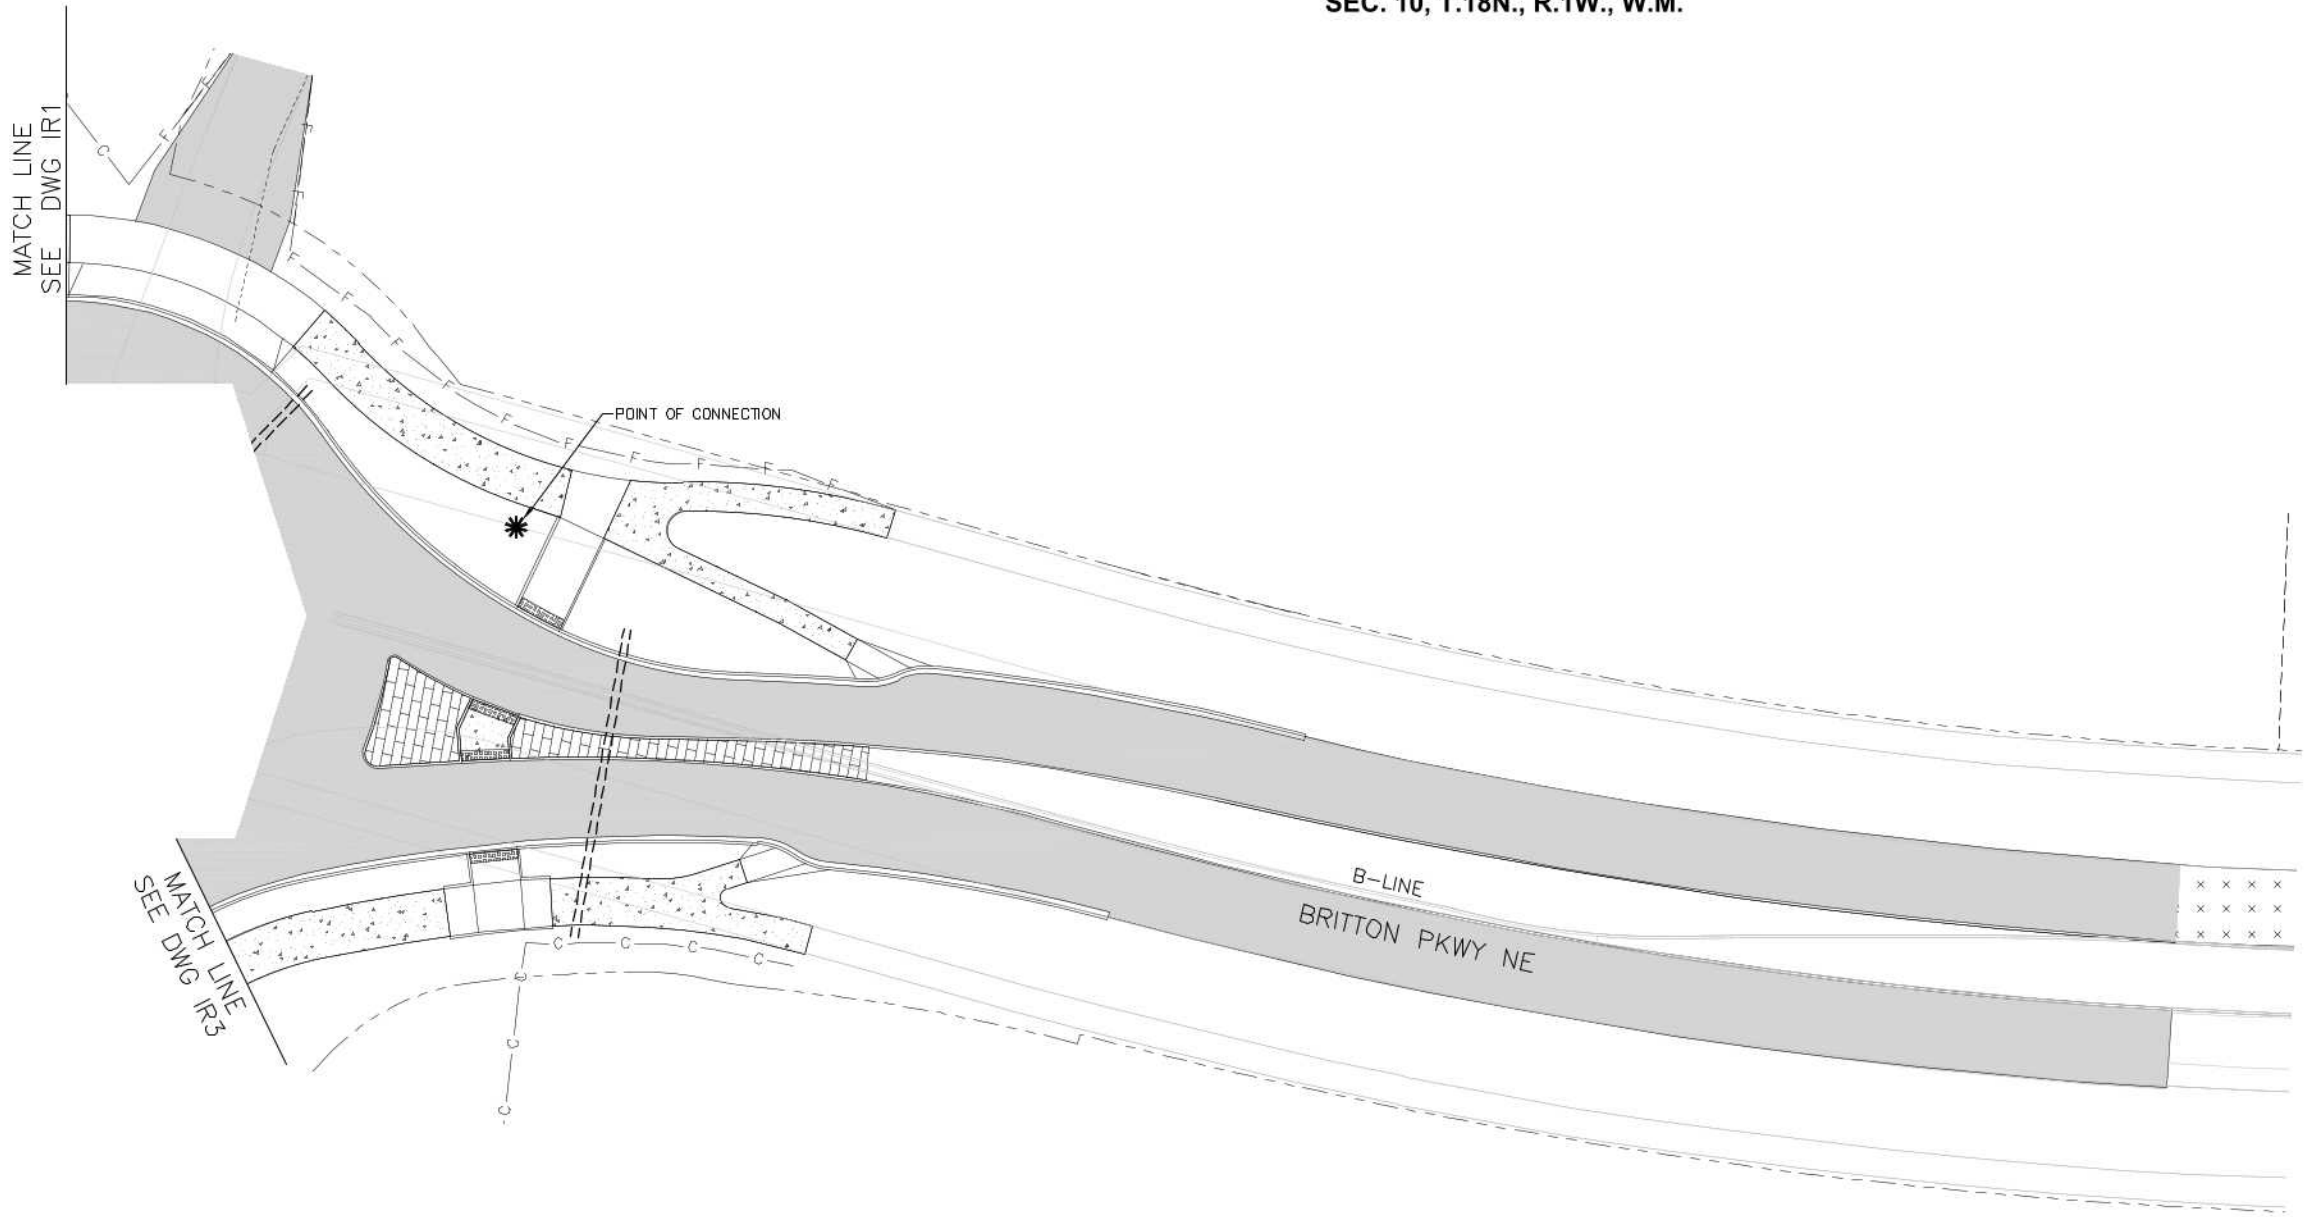 SEC. 10, T.18N., R.1W., W.M.
MATCH LINE
SEE DWG IR1
C
F
F
F
F
F
F
F
F
F
F
F
F
F
POINT OF CONNECTION
B-LINE
BRITTON PKWY NE
MATCH LINE
SEE DWG IR3
C
C
C
C
C
C
C